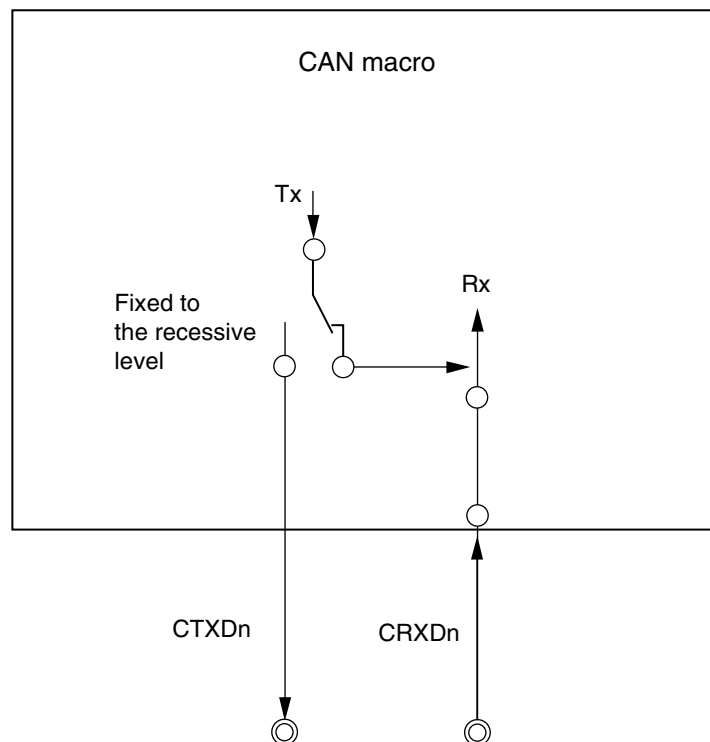 CAN macro
Tx
Rx
Fixed to
the recessive
level
CTXDn
CRXDn